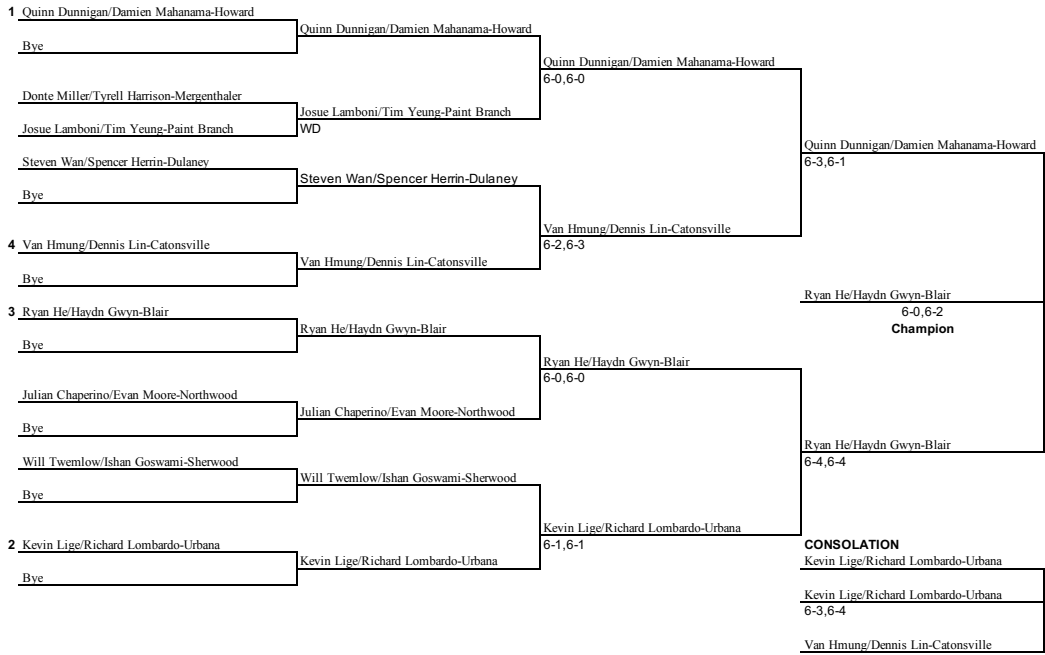 1 Quinn Dunnigan/Damien Mahanama-Howard
Quinn Dunnigan/Damien Mahanama-Howard
Bye
Quinn Dunnigan/Damien Mahanama-Howard
6-0,6-0
Donte Miller/Tyrell Harrison-Mergenthaler
Josue Lamboni/Tim Yeung-Paint Branch
Josue Lamboni/Tim Yeung-Paint Branch
WD
Quinn Dunnigan/Damien Mahanama-Howard
6-3,6-1
Steven Wan/Spencer Herrin-Dulaney
Steven Wan/Spencer Herrin-Dulaney
Bye
Van Hmung/Dennis Lin-Catonsville
6-2,6-3
4 Van Hmung/Dennis Lin-Catonsville
Van Hmung/Dennis Lin-Catonsville
Bye
Ryan He/Haydn Gwyn-Blair
6-0,6-2
Champion
3 Ryan He/Haydn Gwyn-Blair
Ryan He/Haydn Gwyn-Blair
Bye
Ryan He/Haydn Gwyn-Blair
6-0,6-0
Julian Chaperino/Evan Moore-Northwood
Julian Chaperino/Evan Moore-Northwood
Bye
Ryan He/Haydn Gwyn-Blair
6-4,6-4
Will Twemlow/Ishan Goswami-Sherwood
Will Twemlow/Ishan Goswami-Sherwood
Bye
Kevin Lige/Richard Lombardo-Urbana
6-1,6-1
2 Kevin Lige/Richard Lombardo-Urbana
Kevin Lige/Richard Lombardo-Urbana
Bye
CONSOLATION
Kevin Lige/Richard Lombardo-Urbana
Kevin Lige/Richard Lombardo-Urbana
6-3,6-4
Van Hmung/Dennis Lin-Catonsville